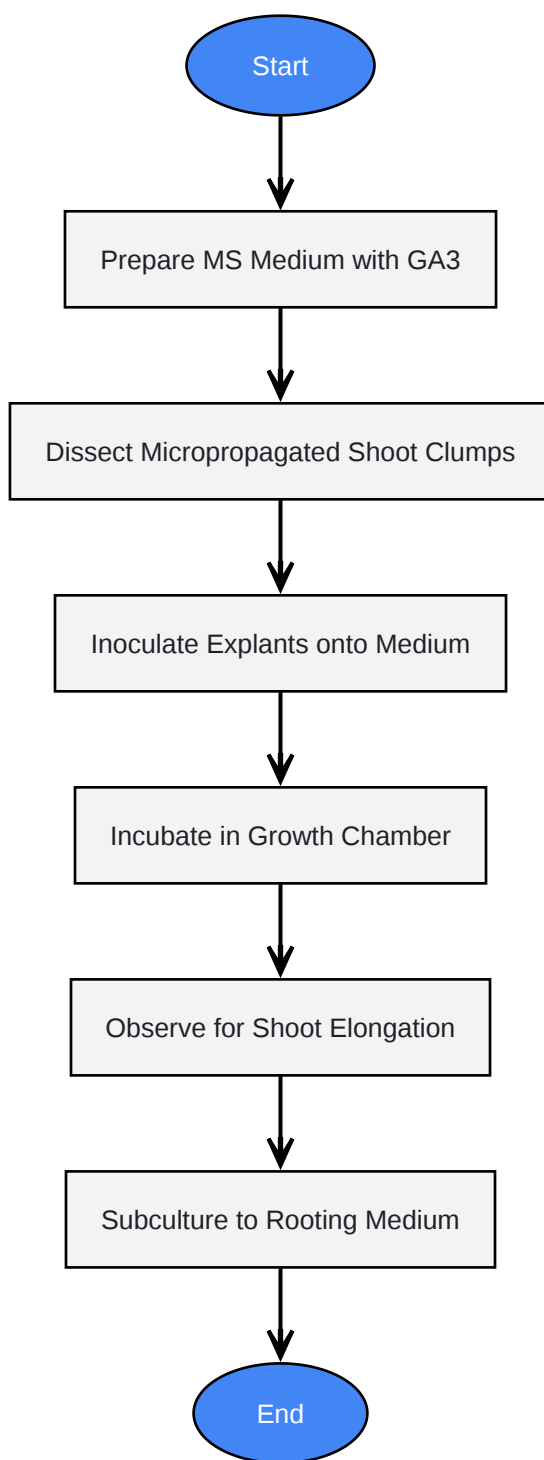 Start
Prepare MS Medium with GA3
Dissect Micropropagated Shoot Clumps
Inoculate Explants onto Medium
Incubate in Growth Chamber
Observe for Shoot Elongation
Subculture to Rooting Medium
End